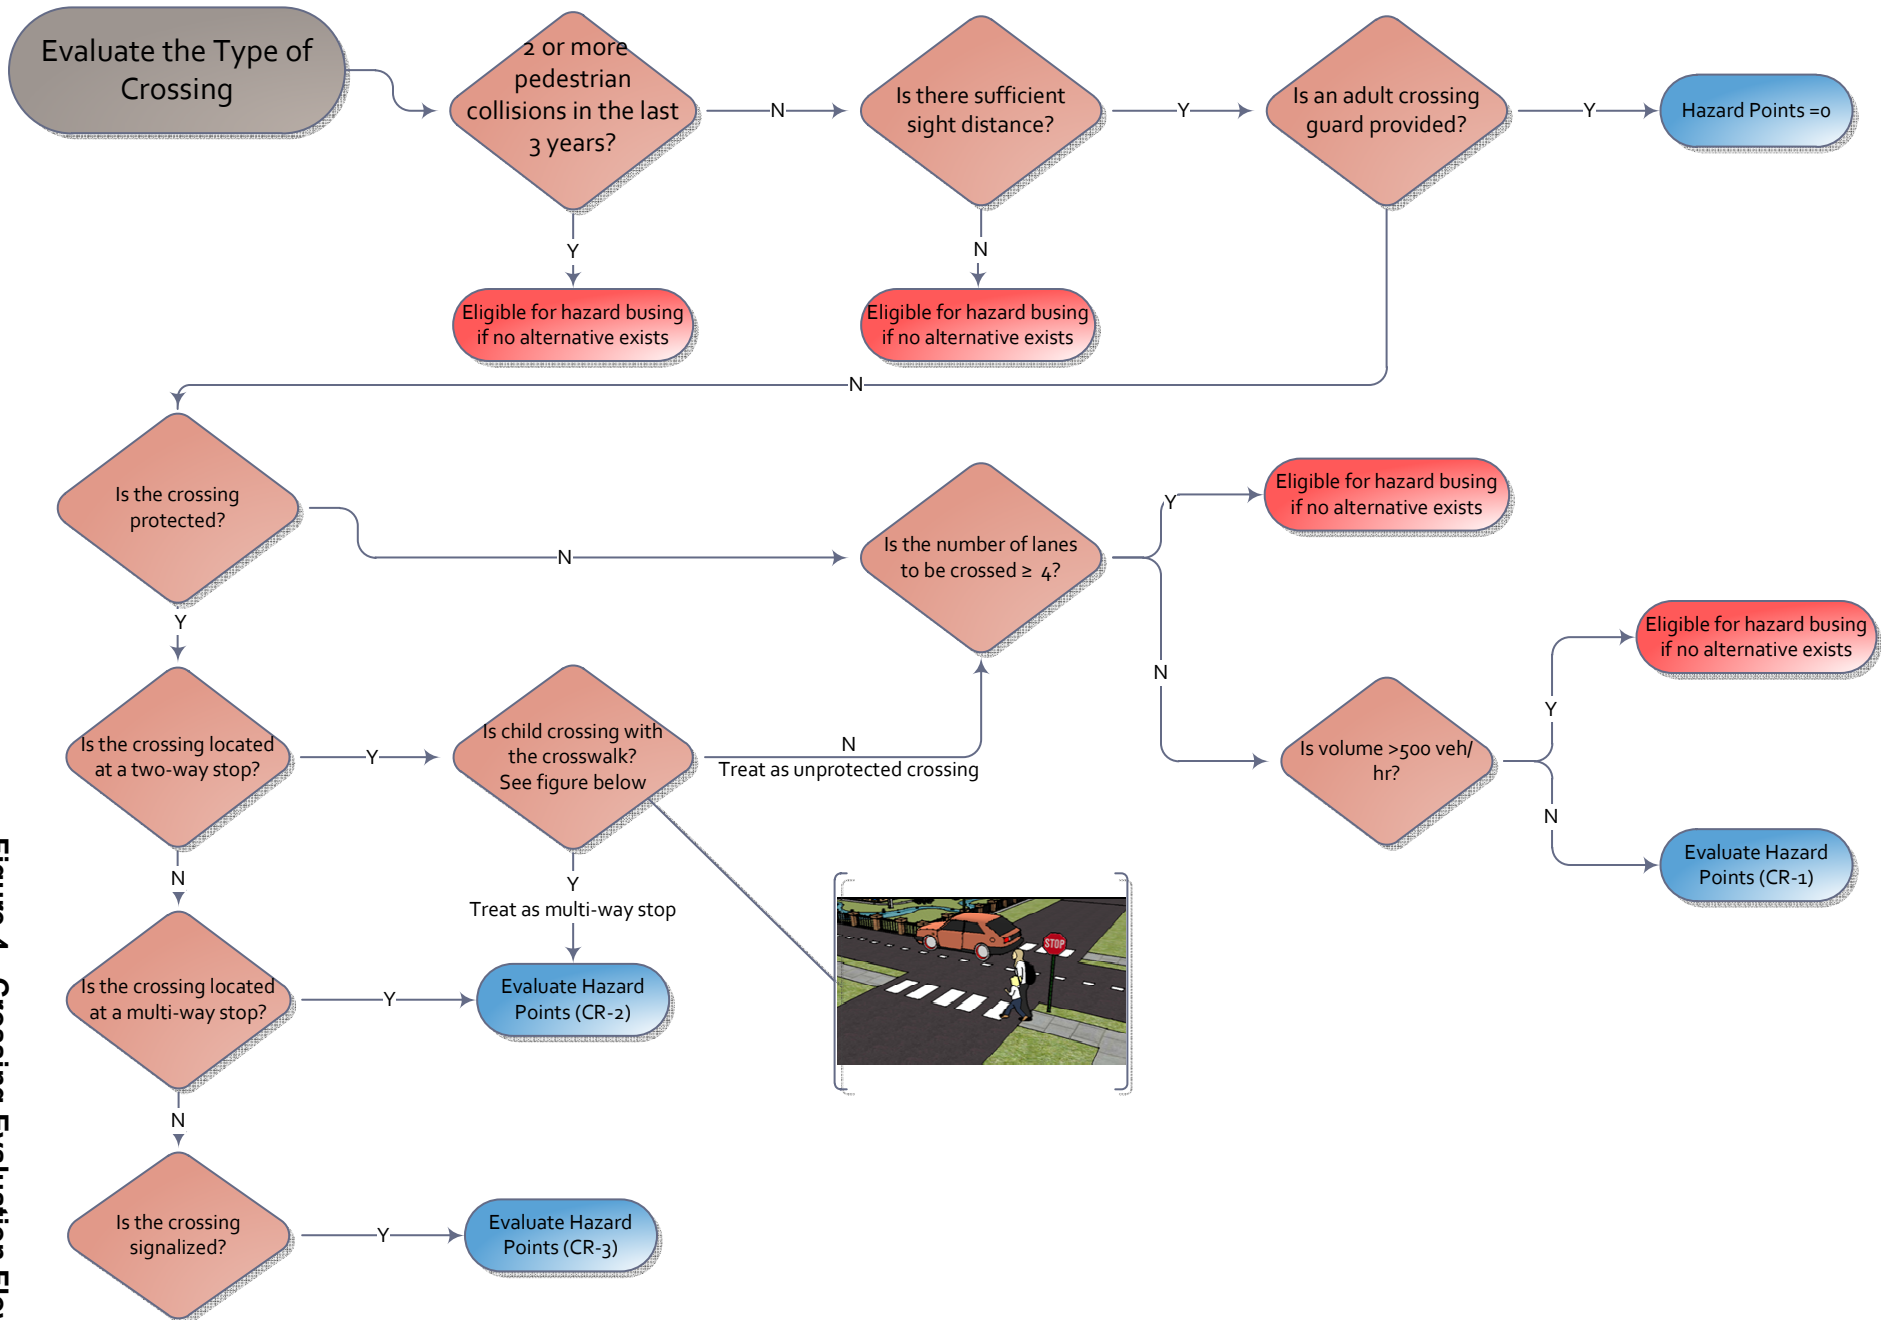 Evaluate the Type of
Crossing
2 or more
pedestrian
collisions in the last
3 years?
N
Is there sufficient
sight distance?
Y
Is an adult crossing
guard provided?
Y
Hazard Points =0
Y
N
Eligible for hazard busing
if no alternative exists
Eligible for hazard busing
if no alternative exists
N
Is the crossing
protected?
N
Is the number of lanes
to be crossed ≥ 4?
Y
Eligible for hazard busing
if no alternative exists
Y
N
Eligible for hazard busing
if no alternative exists
Is the crossing located
at a two-way stop?
Y
Is child crossing with
the crosswalk?
See figure below
N
Treat as unprotected crossing
Is volume >500 veh/
hr?
Y
N
Evaluate Hazard
Points (CR-1)
N
Y
Treat as multi-way stop
STOP
Is the crossing located
at a multi-way stop?
Y
Evaluate Hazard
Points (CR-2)
N
Is the crossing
signalized?
Y
Evaluate Hazard
Points (CR-3)
Crossing Evaluation